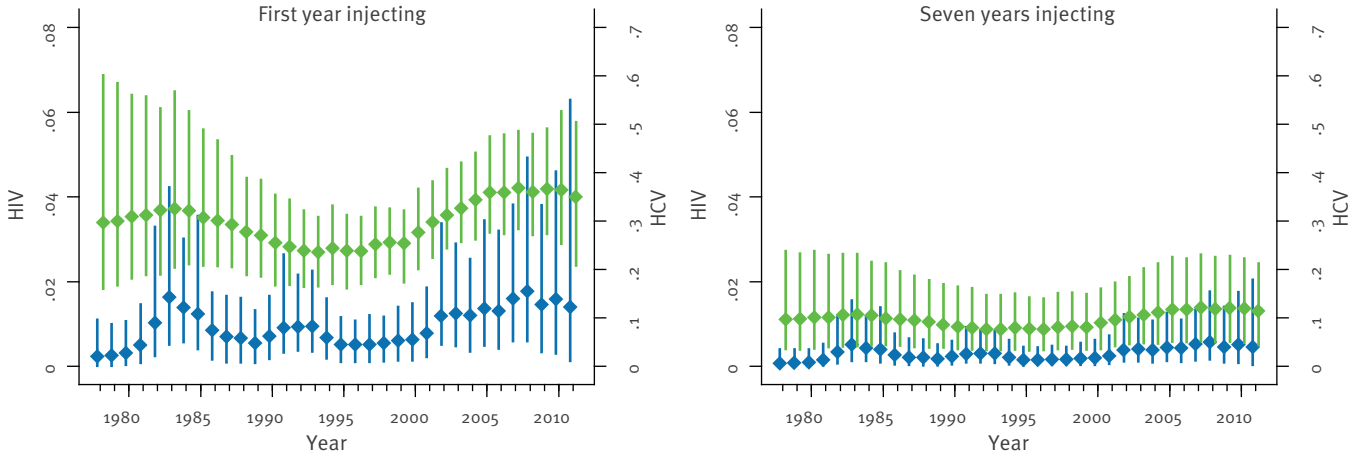 First year injecting
.08
.06
.04
.02
0
HIV
.7
.6
.5
.4
.3
.2
.1
0
HCV
1980 1985 1990 1995 2000 2005 2010
Year
Seven years injecting
.08
.06
.04
.02
0
HIV
.7
.6
.5
.4
.3
.2
.1
0
HCV
1980 1985 1990 1995 2000 2005 2010
Year